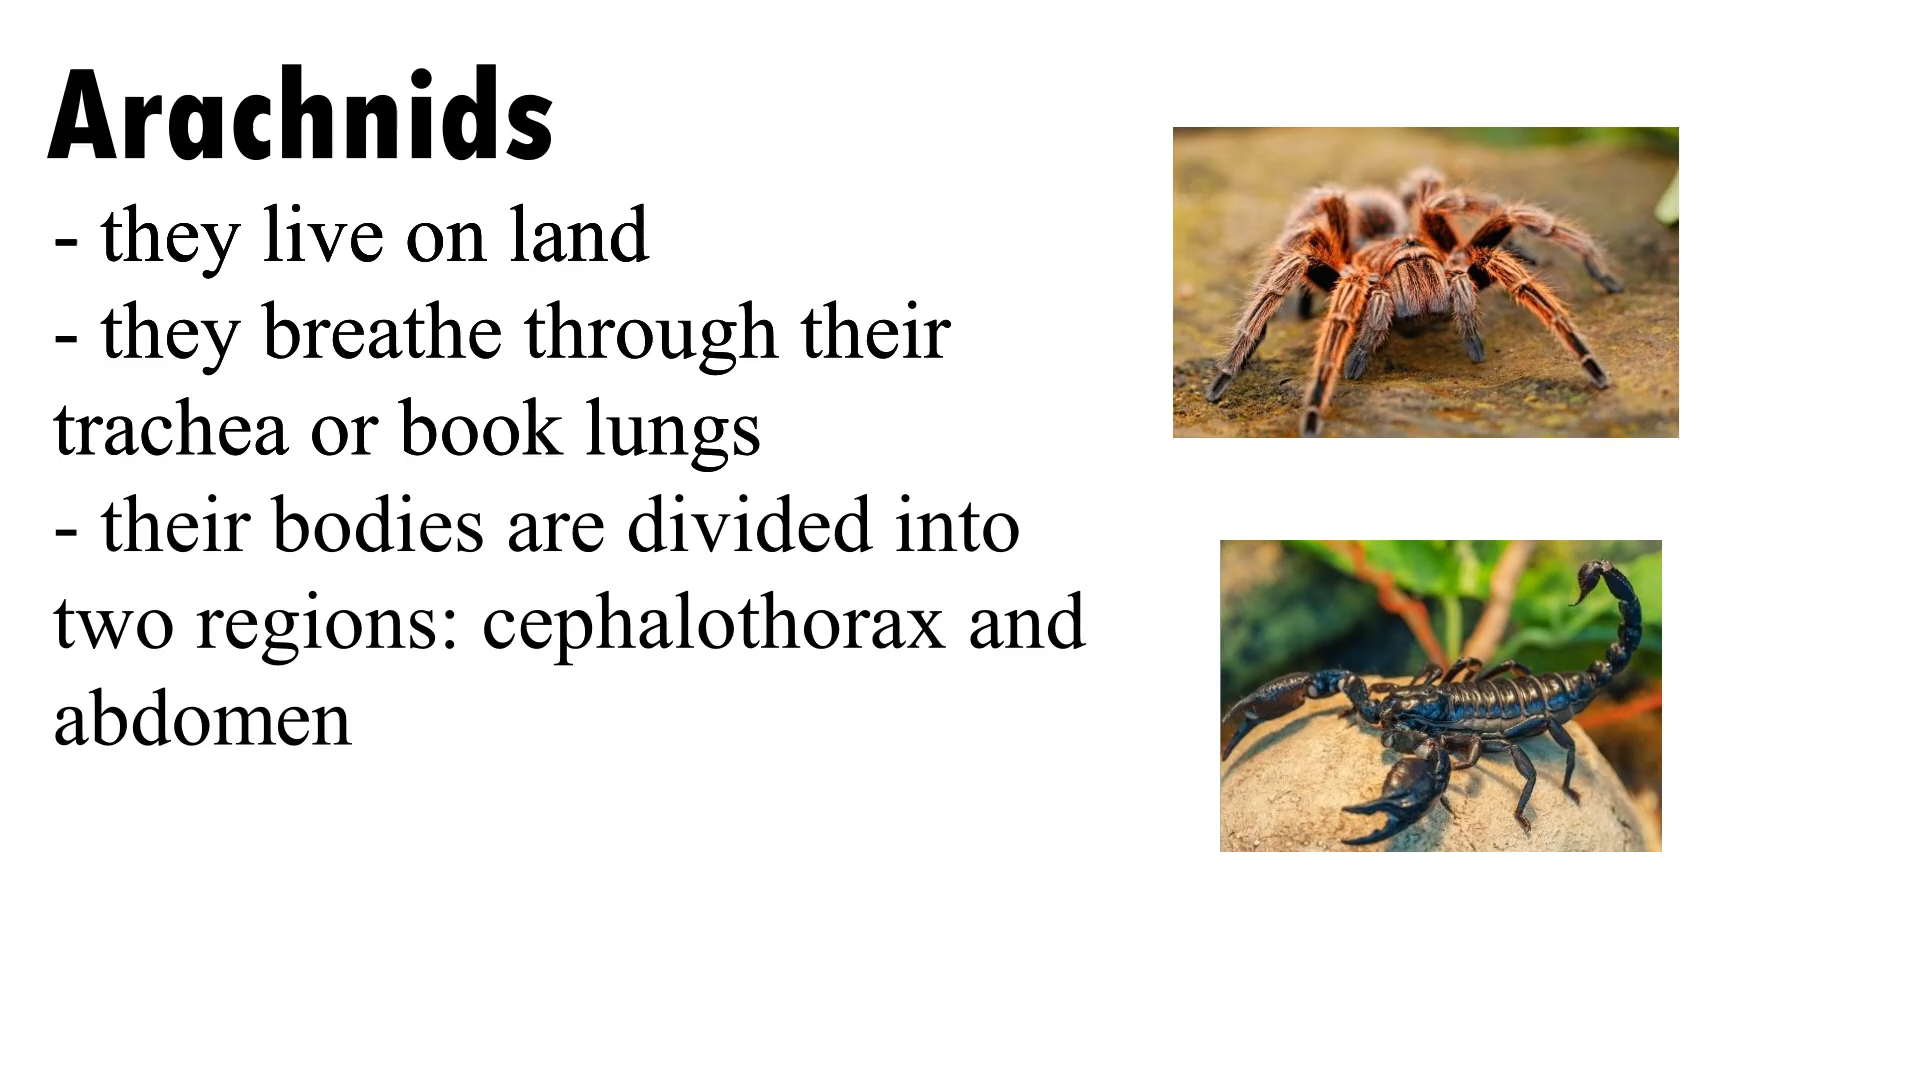 Arachnids
- they live on land
- they breathe through their
trachea or book lungs
- their bodies are divided into
two regions: cephalothorax and
abdomen